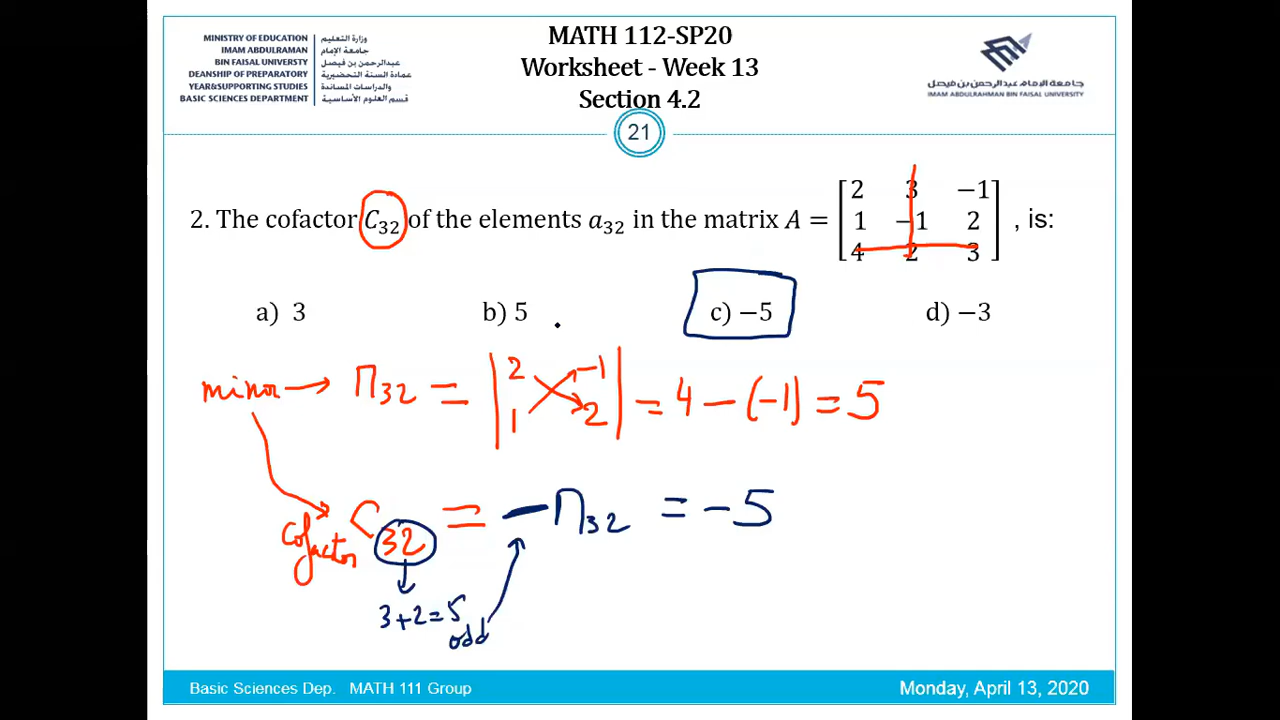 MINISTRY OF EDUCATION
IMAM ABDULRAMAN
BIN FAISAL UNIVERSITY
DEANSHIP OF PREPARATORY
YEAR&SUPPORTING STUDIES
BASIC SCIENCES DEPARTMENT
وزارة التعليم
جامعة الإمام
عبدالرحمن بن فيصل
عمادة السنة التحضيرية
والدراسات المساندة
قسم العلوم الأساسية
MATH 112-SP20
Worksheet - Week 13
Section 4.2
جامعة الإمام عبدالرحمن بن فيصل
IMAM ABDULRAHMAN BIN FAISAL UNIVERSITY
21
2. The cofactor C₃₂ of the elements a₃₂ in the matrix A = [2 3 −1
1 −1 2
4 2 3] , is:
a) 3 b) 5 c) −5 d) −3
minor → M₃₂ = |2 -1
1 2| = 4 - (-1) = 5
cofactor C₃₂ = - M₃₂ = -5
3+2=5
odd
Basic Sciences Dep. MATH 111 Group
Monday, April 13, 2020